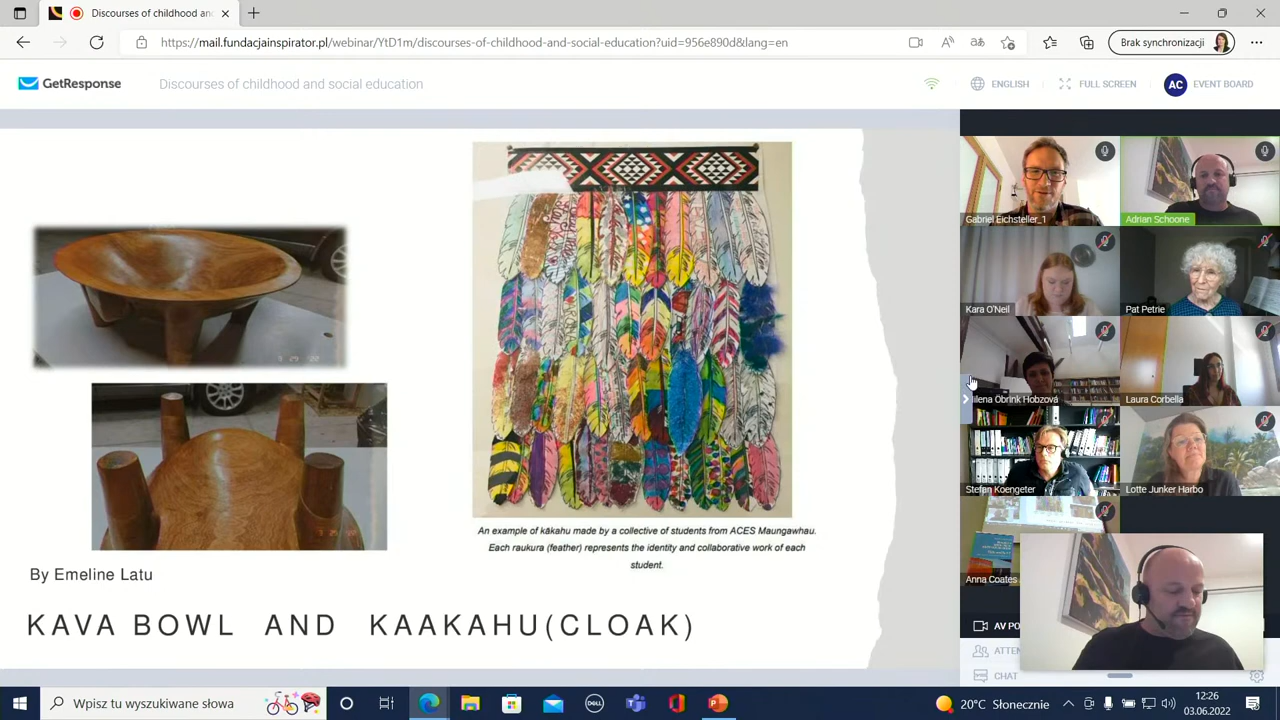 Discourses of childhood and
https://mail.fundacjainspirator.pl/webinar/YtD1m/discourses-of-childhood-and-social-education?uid=956e890d&lang=en
Brak synchronizacji
GetResponse
Discourses of childhood and social education
ENGLISH
FULL SCREEN
AC
EVENT BOARD
An example of kākahu made by a collective of students from ACES Maungawhau.
Each raukura (feather) represents the identity and collaborative work of each
student.
By Emeline Latu
KAVA BOWL AND KAAKAHU(CLOAK)
Gabriel Eichsteller_1
Adrian Schoone
Kara O'Neil
Pat Petrie
Laura Corbella
Stefan Koengeter
Lotte Junker Harbo
Anna Coates
AV PO
ATTEN
CHAT
Wpisz tu wyszukiwane słowa
DELL
20°C Słonecznie
12:26
03.06.2022